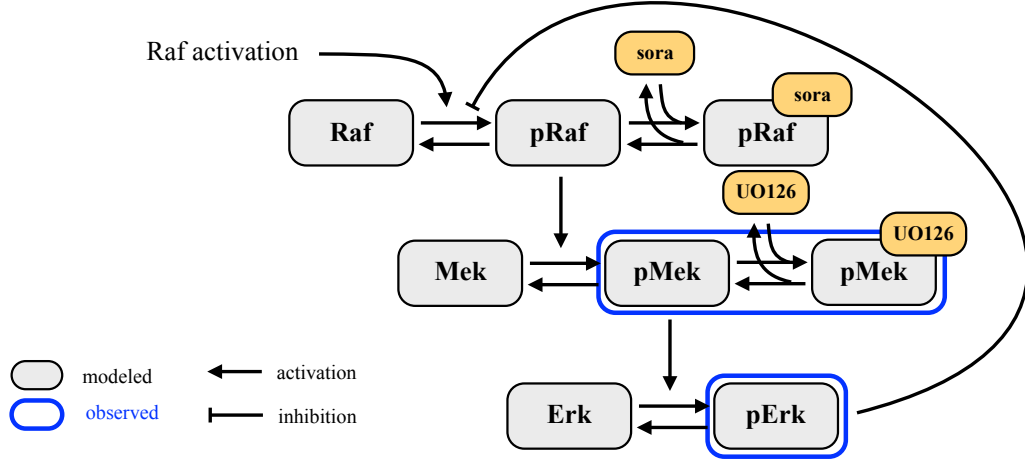 Raf activation
sora
sora
Raf
pRaf
pRaf
UO126
UO126
Mek
pMek
pMek
modeled
activation
observed
inhibition
Erk
pErk